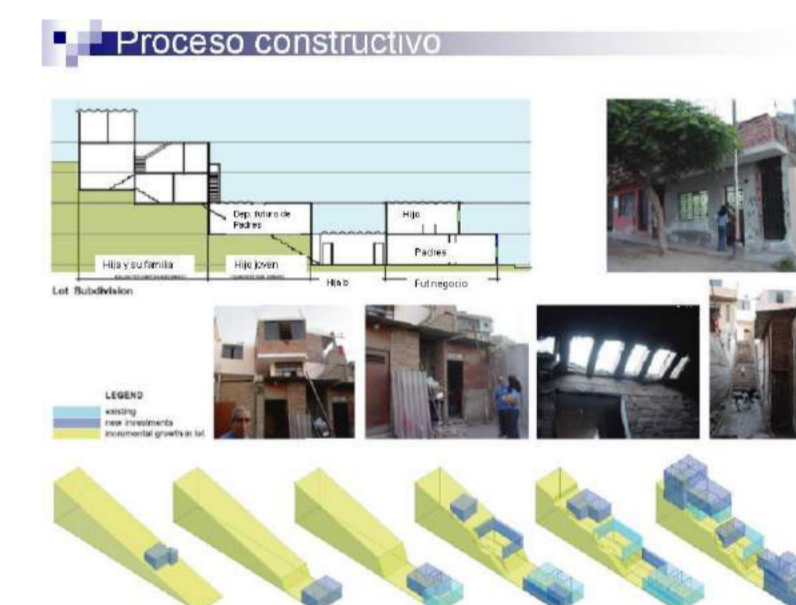 Proceso constructivo
Dep. futuro de
Padres
Hijo
Padres
Hija y su familia
Hijo joven
Hija b
Fut negocio
Lot Subdivision
LEGEND
existing
new investments
incremental growth in lot